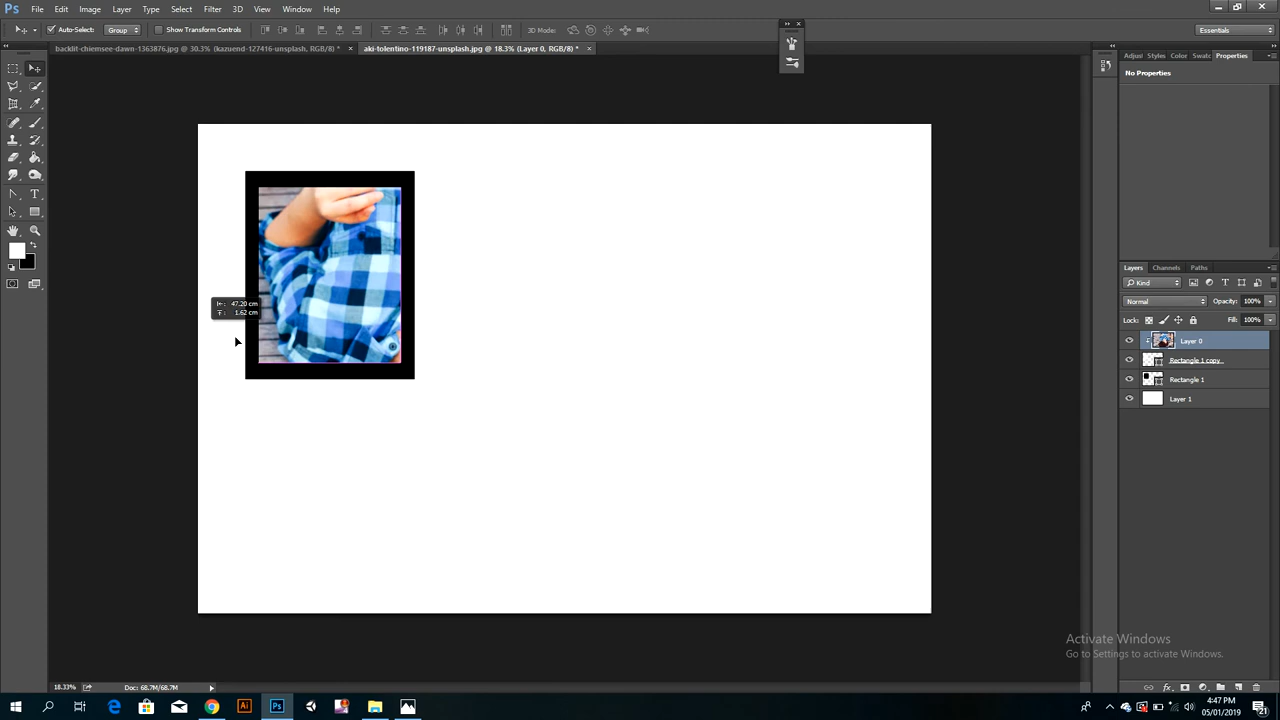 Ps File Edit Image Layer Type Select Filter 3D View Window Help
Auto-Select: Group Show Transform Controls 3D Mode: Essentials
backlit-chiemsee-dawn-1363876.jpg @ 30.3% (kazuend-127416-unsplash, RGB/8) * × aki-tolentino-119187-unsplash.jpg @ 18.3% (Layer 0, RGB/8) * ×
Adjus Styles Color Swatc Properties
No Properties
47.20 cm
1.62 cm
Layers Channels Paths
Kind
Normal Opacity: 100%
Lock: Fill: 100%
Layer 0
Rectangle 1 copy
Rectangle 1
Layer 1
Activate Windows
Go to Settings to activate Windows.
18.33% Doc: 68.7M/68.7M
fx
Ai Ps
4:47 PM
05/01/2019
21